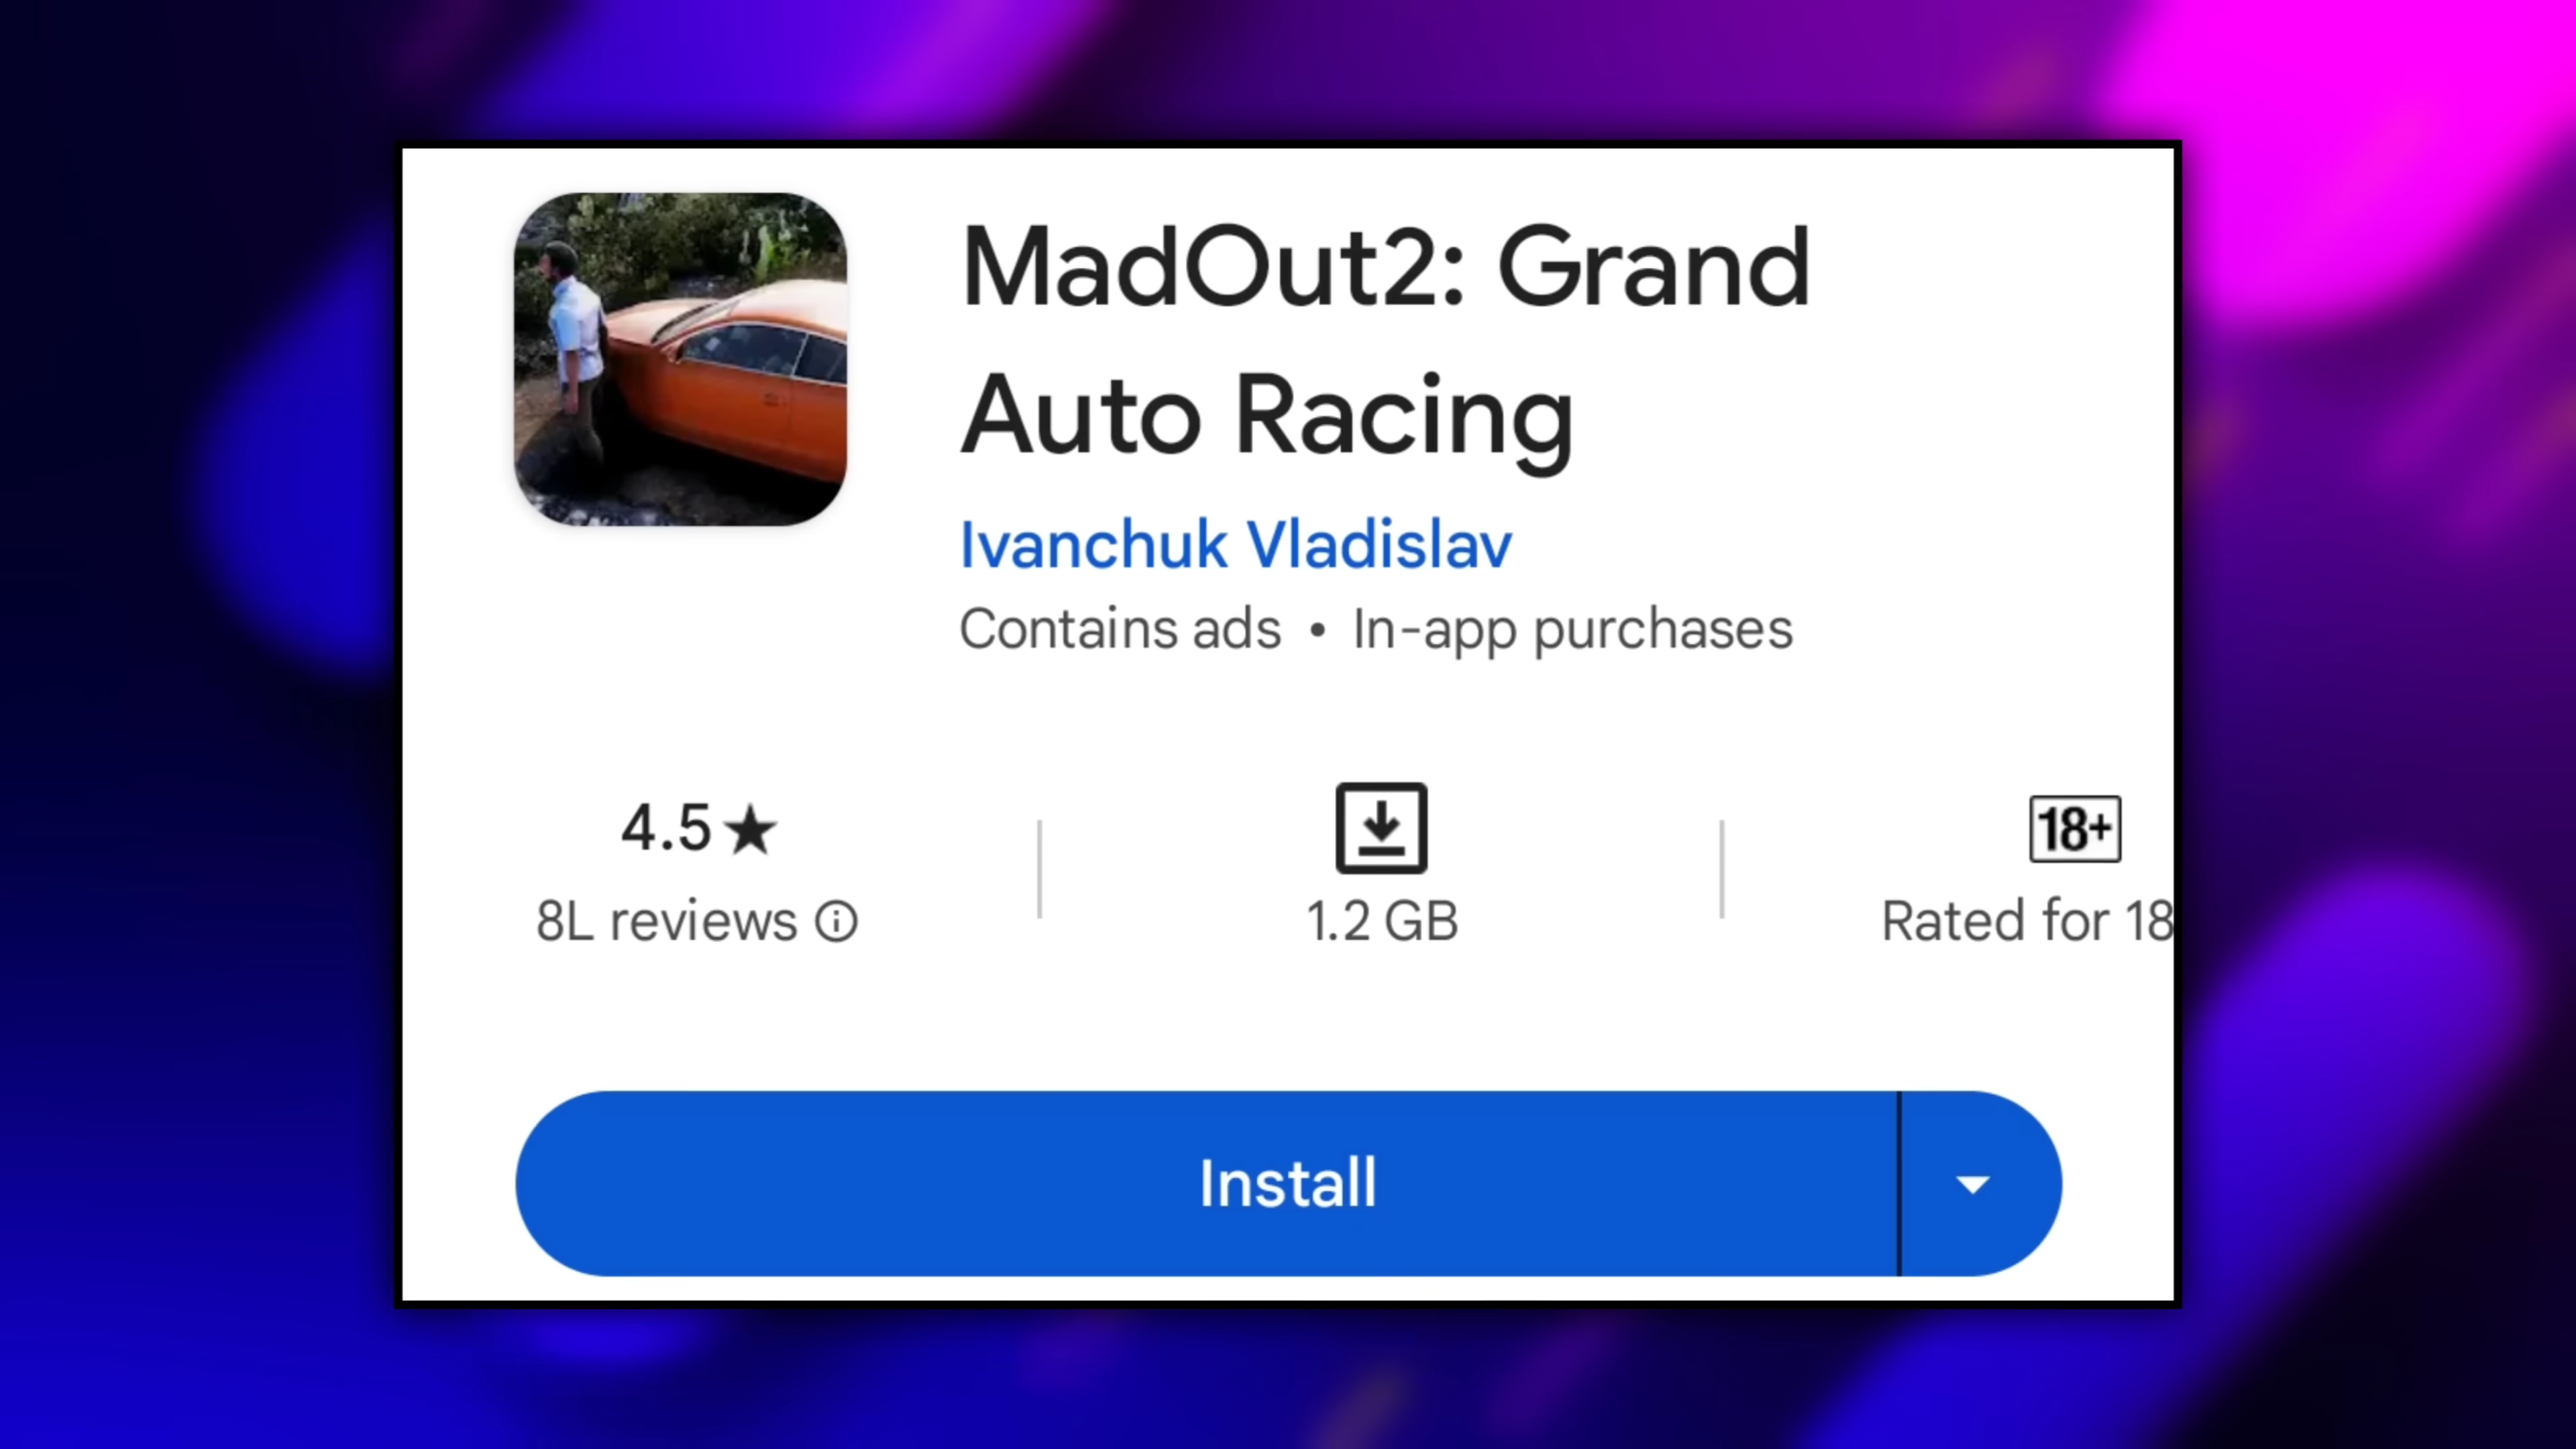 MadOut2: Grand
Auto Racing
Ivanchuk Vladislav
Contains ads • In-app purchases
4.5★
8L reviews
1.2 GB
18+
Rated for 18
Install